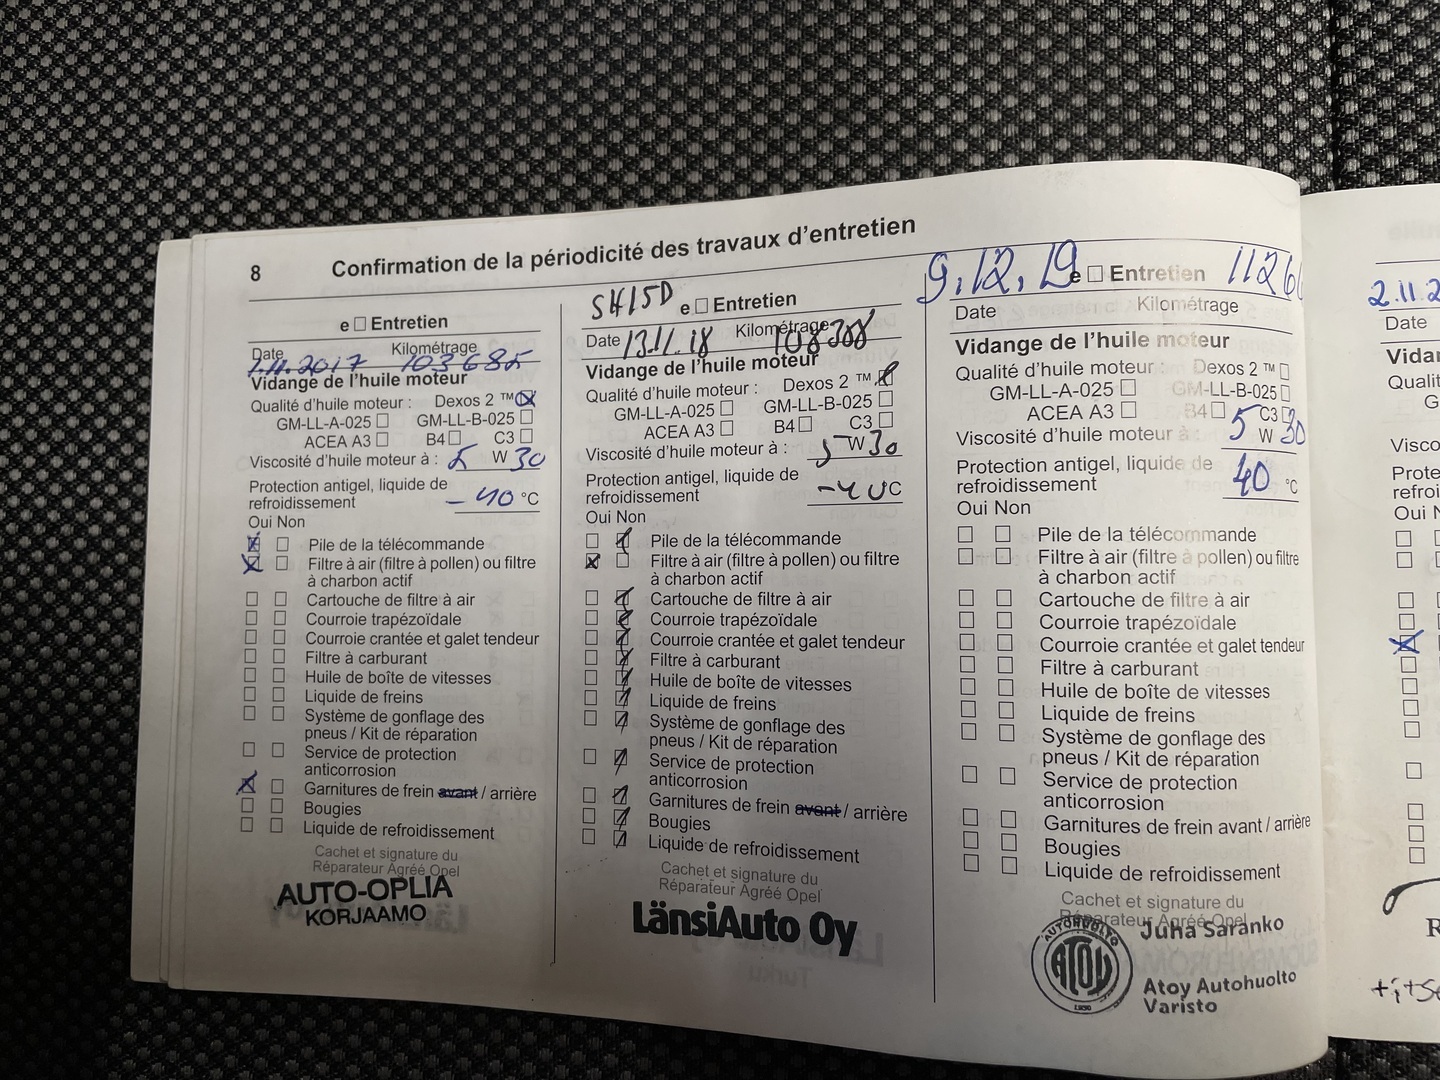 8 Confirmation de la périodicité des travaux d’entretien
e ☐ Entretien
Date Kilométrage
7.11.2017 103685
Vidange de l’huile moteur
Qualité d’huile moteur : Dexos 2 ™ ☒
GM-LL-A-025 ☐ GM-LL-B-025 ☐
ACEA A3 ☐ B4 ☐ C3 ☐
Viscosité d’huile moteur à : 5 W 30
Protection antigel, liquide de
refroidissement -40 °C
Oui Non
☒ ☐ Pile de la télécommande
☒ ☐ Filtre à air (filtre à pollen) ou filtre
à charbon actif
☐ ☐ Cartouche de filtre à air
☐ ☐ Courroie trapézoïdale
☐ ☐ Courroie crantée et galet tendeur
☐ ☐ Filtre à carburant
☐ ☐ Huile de boîte de vitesses
☐ ☐ Liquide de freins
☐ ☐ Système de gonflage des
pneus / Kit de réparation
☐ ☐ Service de protection
anticorrosion
☒ ☐ Garnitures de frein avant / arrière
☐ ☐ Bougies
☐ ☐ Liquide de refroidissement
Cachet et signature du
Réparateur Agréé Opel
AUTO-OPLIA
KORJAAMO
SH15D e ☐ Entretien
Date 13.11.18 Kilométrage 108308
Vidange de l’huile moteur
Qualité d’huile moteur : Dexos 2 ™ ☒
GM-LL-A-025 ☐ GM-LL-B-025 ☐
ACEA A3 ☐ B4 ☐ C3 ☐
Viscosité d’huile moteur à : 5 W 30
Protection antigel, liquide de
refroidissement -40 C
Oui Non
☐ ☒ Pile de la télécommande
☒ ☐ Filtre à air (filtre à pollen) ou filtre
à charbon actif
☐ ☒ Cartouche de filtre à air
☐ ☒ Courroie trapézoïdale
☐ ☒ Courroie crantée et galet tendeur
☐ ☒ Filtre à carburant
☐ ☒ Huile de boîte de vitesses
☐ ☒ Liquide de freins
☐ ☒ Système de gonflage des
pneus / Kit de réparation
☐ ☒ Service de protection
anticorrosion
☐ ☒ Garnitures de frein avant / arrière
☐ ☒ Bougies
☐ ☒ Liquide de refroidissement
Cachet et signature du
Réparateur Agréé Opel
LänsiAuto Oy
Turku
9.12.19 e ☐ Entretien 1126
Date Kilométrage
Vidange de l’huile moteur
Qualité d’huile moteur : Dexos 2 ™ ☐
GM-LL-A-025 ☐ GM-LL-B-025 ☐
ACEA A3 ☐ B4 ☐ C3 ☐
Viscosité d’huile moteur à : 5 W 30
Protection antigel, liquide de
refroidissement 40 °C
Oui Non
☐ ☐ Pile de la télécommande
☐ ☐ Filtre à air (filtre à pollen) ou filtre
à charbon actif
☐ ☐ Cartouche de filtre à air
☐ ☐ Courroie trapézoïdale
☐ ☐ Courroie crantée et galet tendeur
☐ ☐ Filtre à carburant
☐ ☐ Huile de boîte de vitesses
☐ ☐ Liquide de freins
☐ ☐ Système de gonflage des
pneus / Kit de réparation
☐ ☐ Service de protection
anticorrosion
☐ ☐ Garnitures de frein avant / arrière
☐ ☐ Bougies
☐ ☐ Liquide de refroidissement
Cachet et signature du
Réparateur Agréé Opel
AUTOHUOLTO
ATOY
Juha Saranko
Atoy Autohuolto
Varisto
2.11.2
Date
Vidan
Qualit
G
Visco
Prote
refroi
Oui N